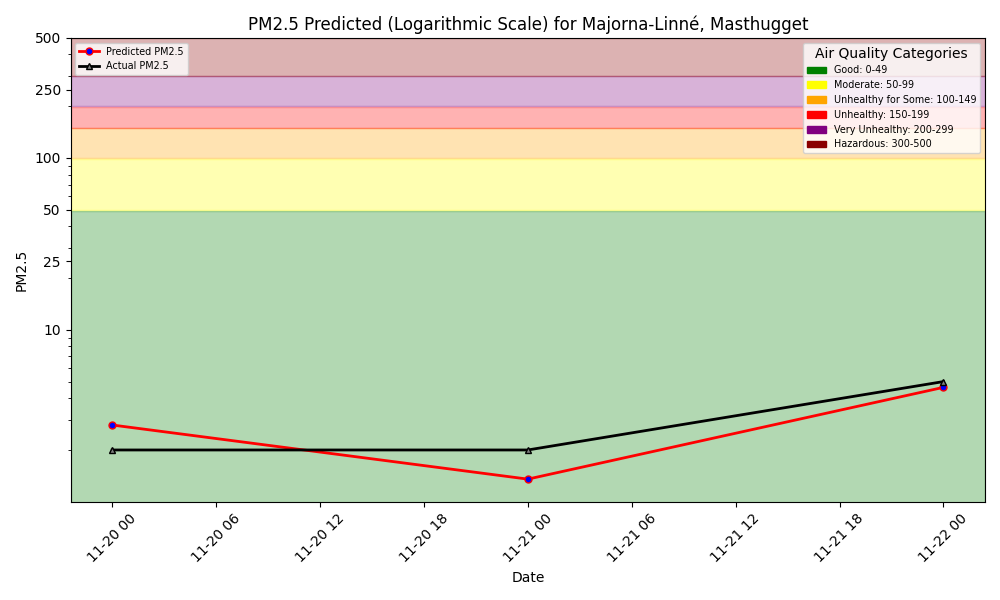 PM2.5 Predicted (Logarithmic Scale) for Majorna-Linné, Masthugget
Predicted PM2.5
Actual PM2.5
Air Quality Categories
Good: 0-49
Moderate: 50-99
Unhealthy for Some: 100-149
Unhealthy: 150-199
Very Unhealthy: 200-299
Hazardous: 300-500
500
250
100
50
25
10
PM2.5
11-20 00
11-20 06
11-20 12
11-20 18
11-21 00
11-21 06
11-21 12
11-21 18
11-22 00
Date